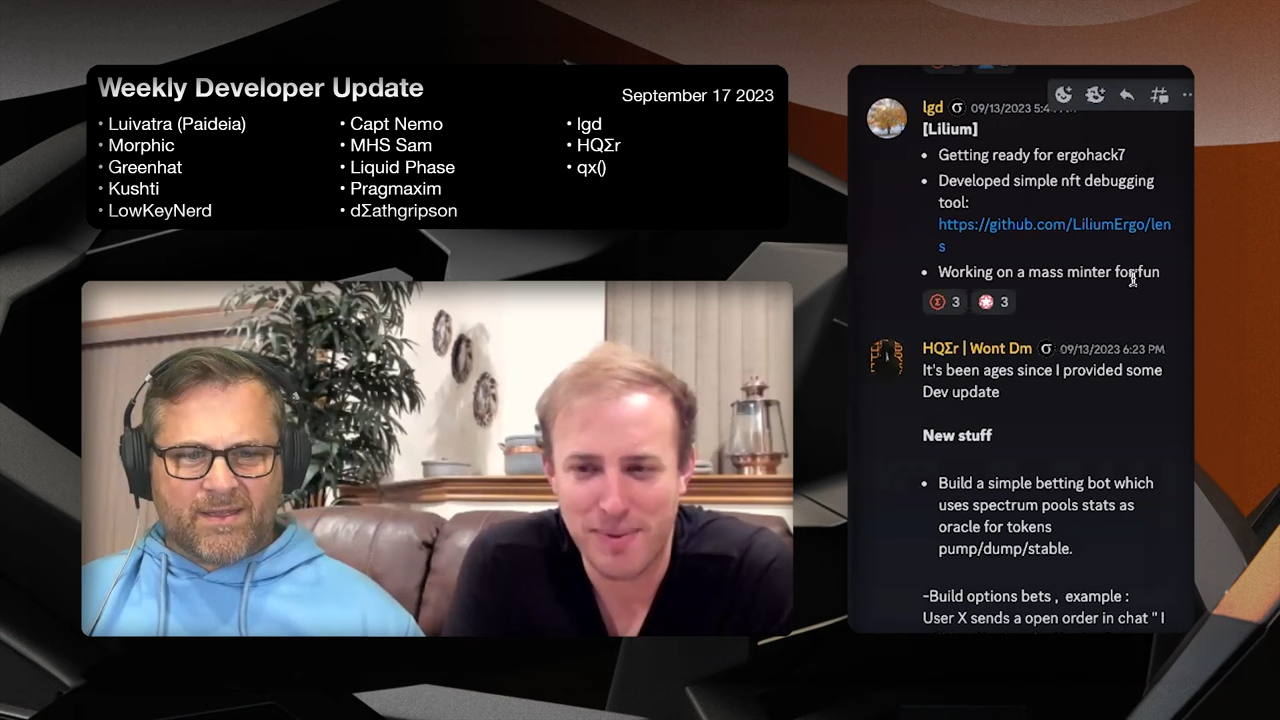 Weekly Developer Update
September 17 2023
• Luivatra (Paideia)
• Morphic
• Greenhat
• Kushti
• LowKeyNerd
• Capt Nemo
• MHS Sam
• Liquid Phase
• Pragmaxim
• dΣathgripson
• lgd
• HQΣr
• qx()
lgd σ 09/13/2023 5:4
[Lilium]
• Getting ready for ergohack7
• Developed simple nft debugging
tool:
https://github.com/LiliumErgo/len
s
• Working on a mass minter for fun
Σ 3 3
HQΣr | Wont Dm σ 09/13/2023 6:23 PM
It's been ages since I provided some
Dev update
New stuff
• Build a simple betting bot which
uses spectrum pools stats as
oracle for tokens
pump/dump/stable.
-Build options bets , example :
User X sends a open order in chat " I